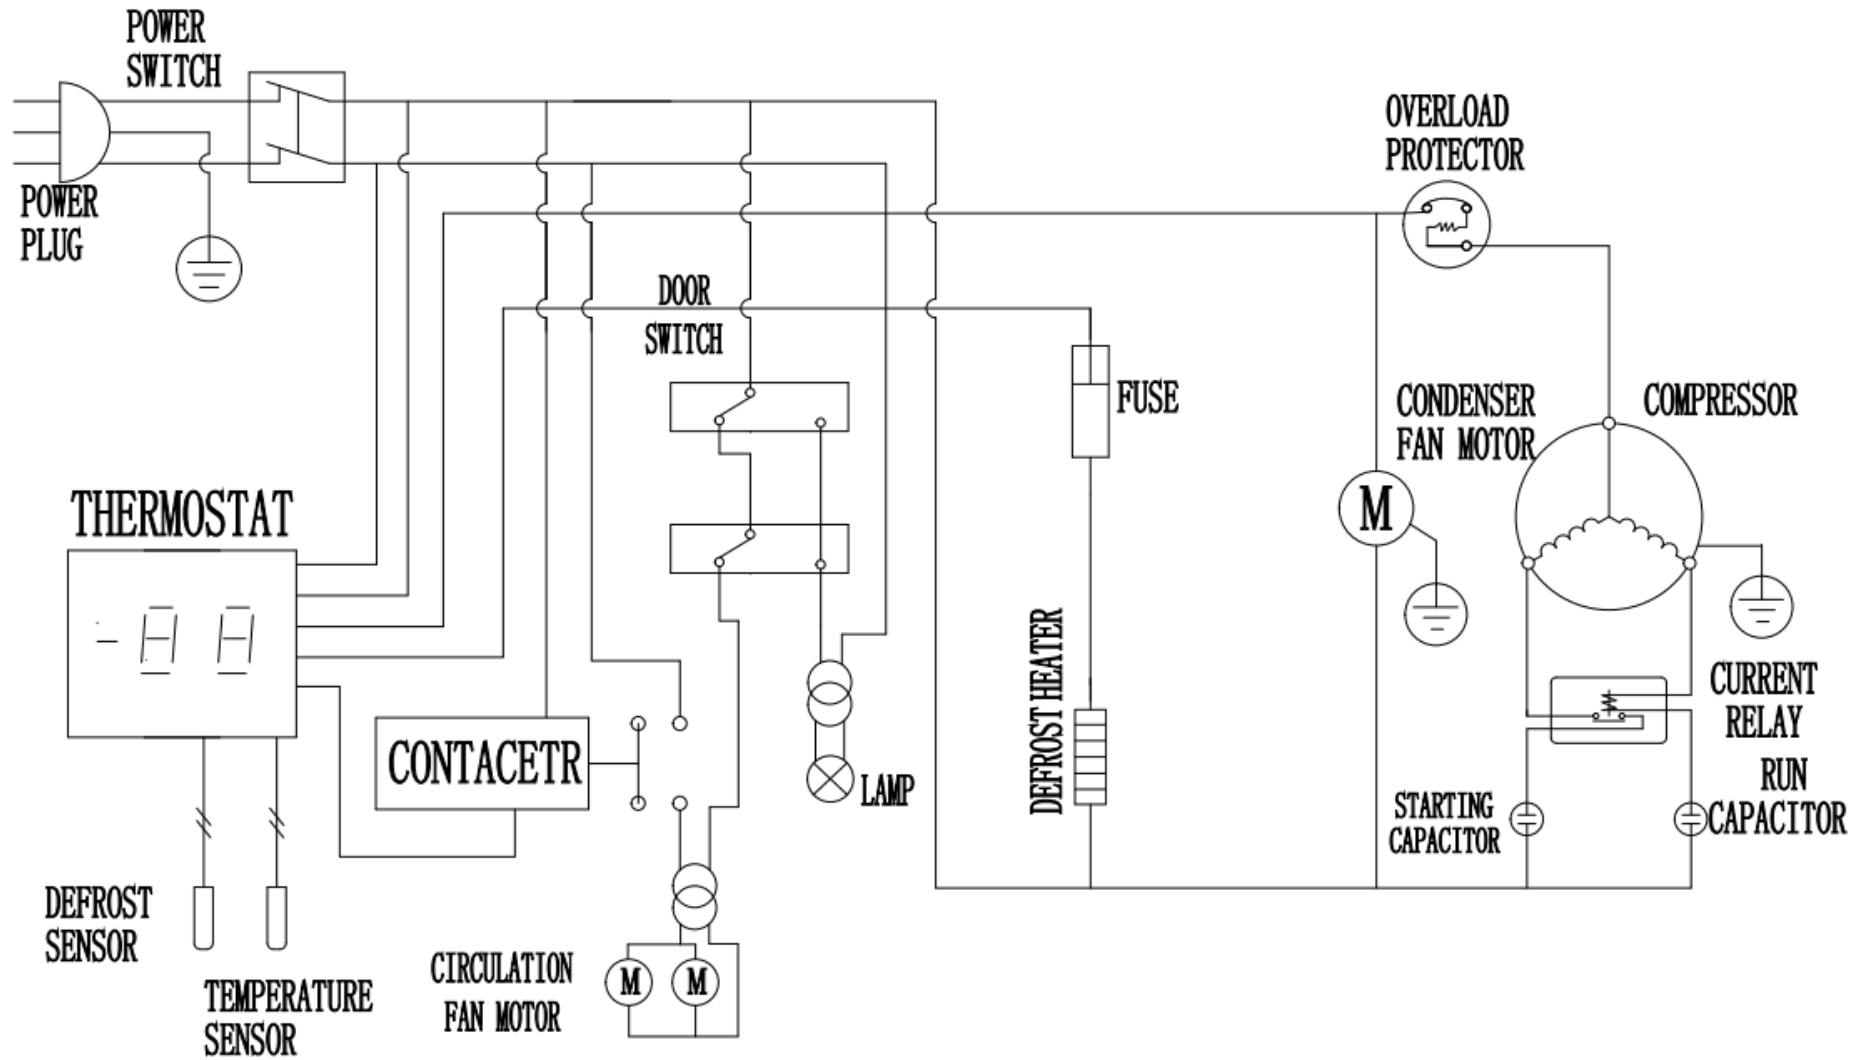 POWER
SWITCH
POWER
PLUG
OVERLOAD
PROTECTOR
DOOR
SWITCH
FUSE
CONDENSER
FAN MOTOR
COMPRESSOR
THERMOSTAT
-88
M
DEFROST HEATER
CURRENT
RELAY
CONTACETR
LAMP
RUN
CAPACITOR
STARTING
CAPACITOR
DEFROST
SENSOR
TEMPERATURE
SENSOR
CIRCULATION
FAN MOTOR
M
M